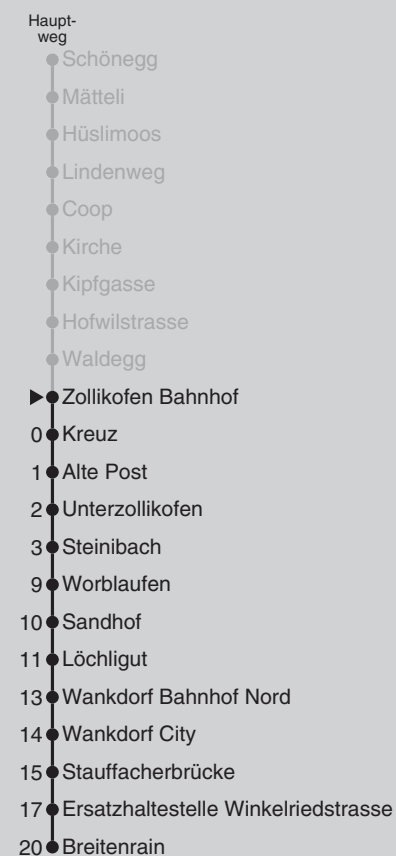 Haupt-
weg
Schönegg
Mätteli
Hüslimoos
Lindenweg
Coop
Kirche
Kipfgasse
Hofwilstrasse
Waldegg
Zollikofen Bahnhof
0 Kreuz
1 Alte Post
2 Unterzollikofen
3 Steinibach
9 Worblaufen
10 Sandhof
11 Löchligut
13 Wankdorf Bahnhof Nord
14 Wankdorf City
15 Stauffacherbrücke
17 Ersatzhaltestelle Winkelriedstrasse
20 Breitenrain